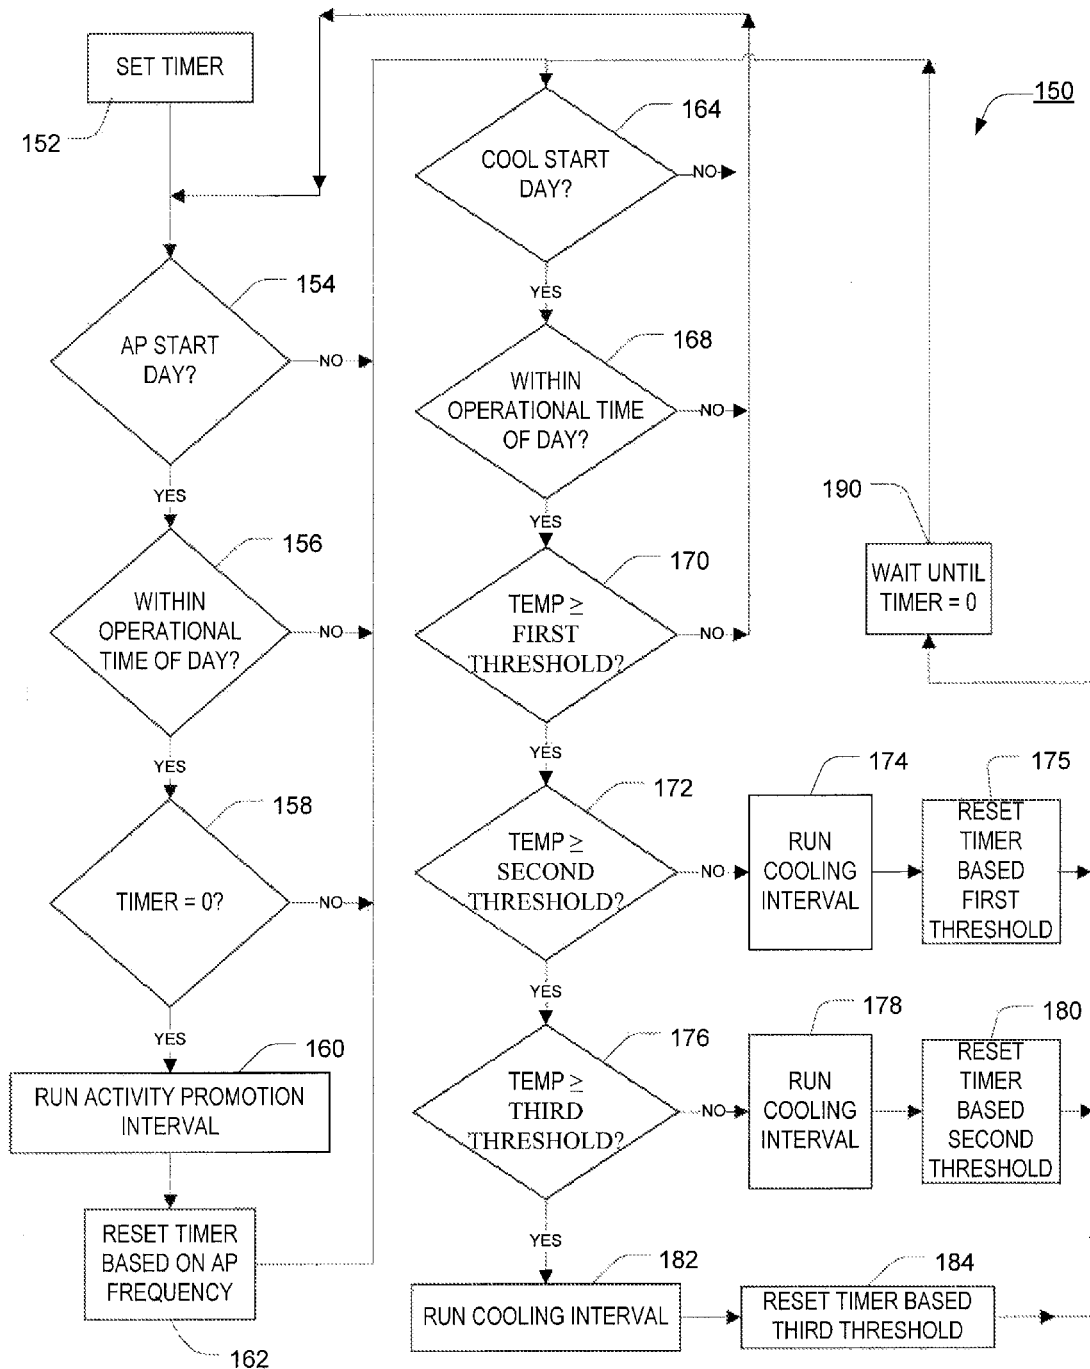 SET TIMER
152
150
164
COOL START
DAY?
NO
YES
154
AP START
DAY?
NO
YES
168
WITHIN
OPERATIONAL TIME
OF DAY?
NO
YES
156
WITHIN
OPERATIONAL
TIME OF DAY?
NO
YES
170
TEMP ≥
FIRST
THRESHOLD?
NO
YES
190
WAIT UNTIL
TIMER = 0
158
TIMER = 0?
NO
YES
172
TEMP ≥
SECOND
THRESHOLD?
NO
YES
174
RUN
COOLING
INTERVAL
175
RESET
TIMER
BASED
FIRST
THRESHOLD
160
RUN ACTIVITY PROMOTION
INTERVAL
176
TEMP ≥
THIRD
THRESHOLD?
NO
YES
178
RUN
COOLING
INTERVAL
180
RESET
TIMER
BASED
SECOND
THRESHOLD
RESET TIMER
BASED ON AP
FREQUENCY
162
182
RUN COOLING INTERVAL
184
RESET TIMER BASED
THIRD THRESHOLD